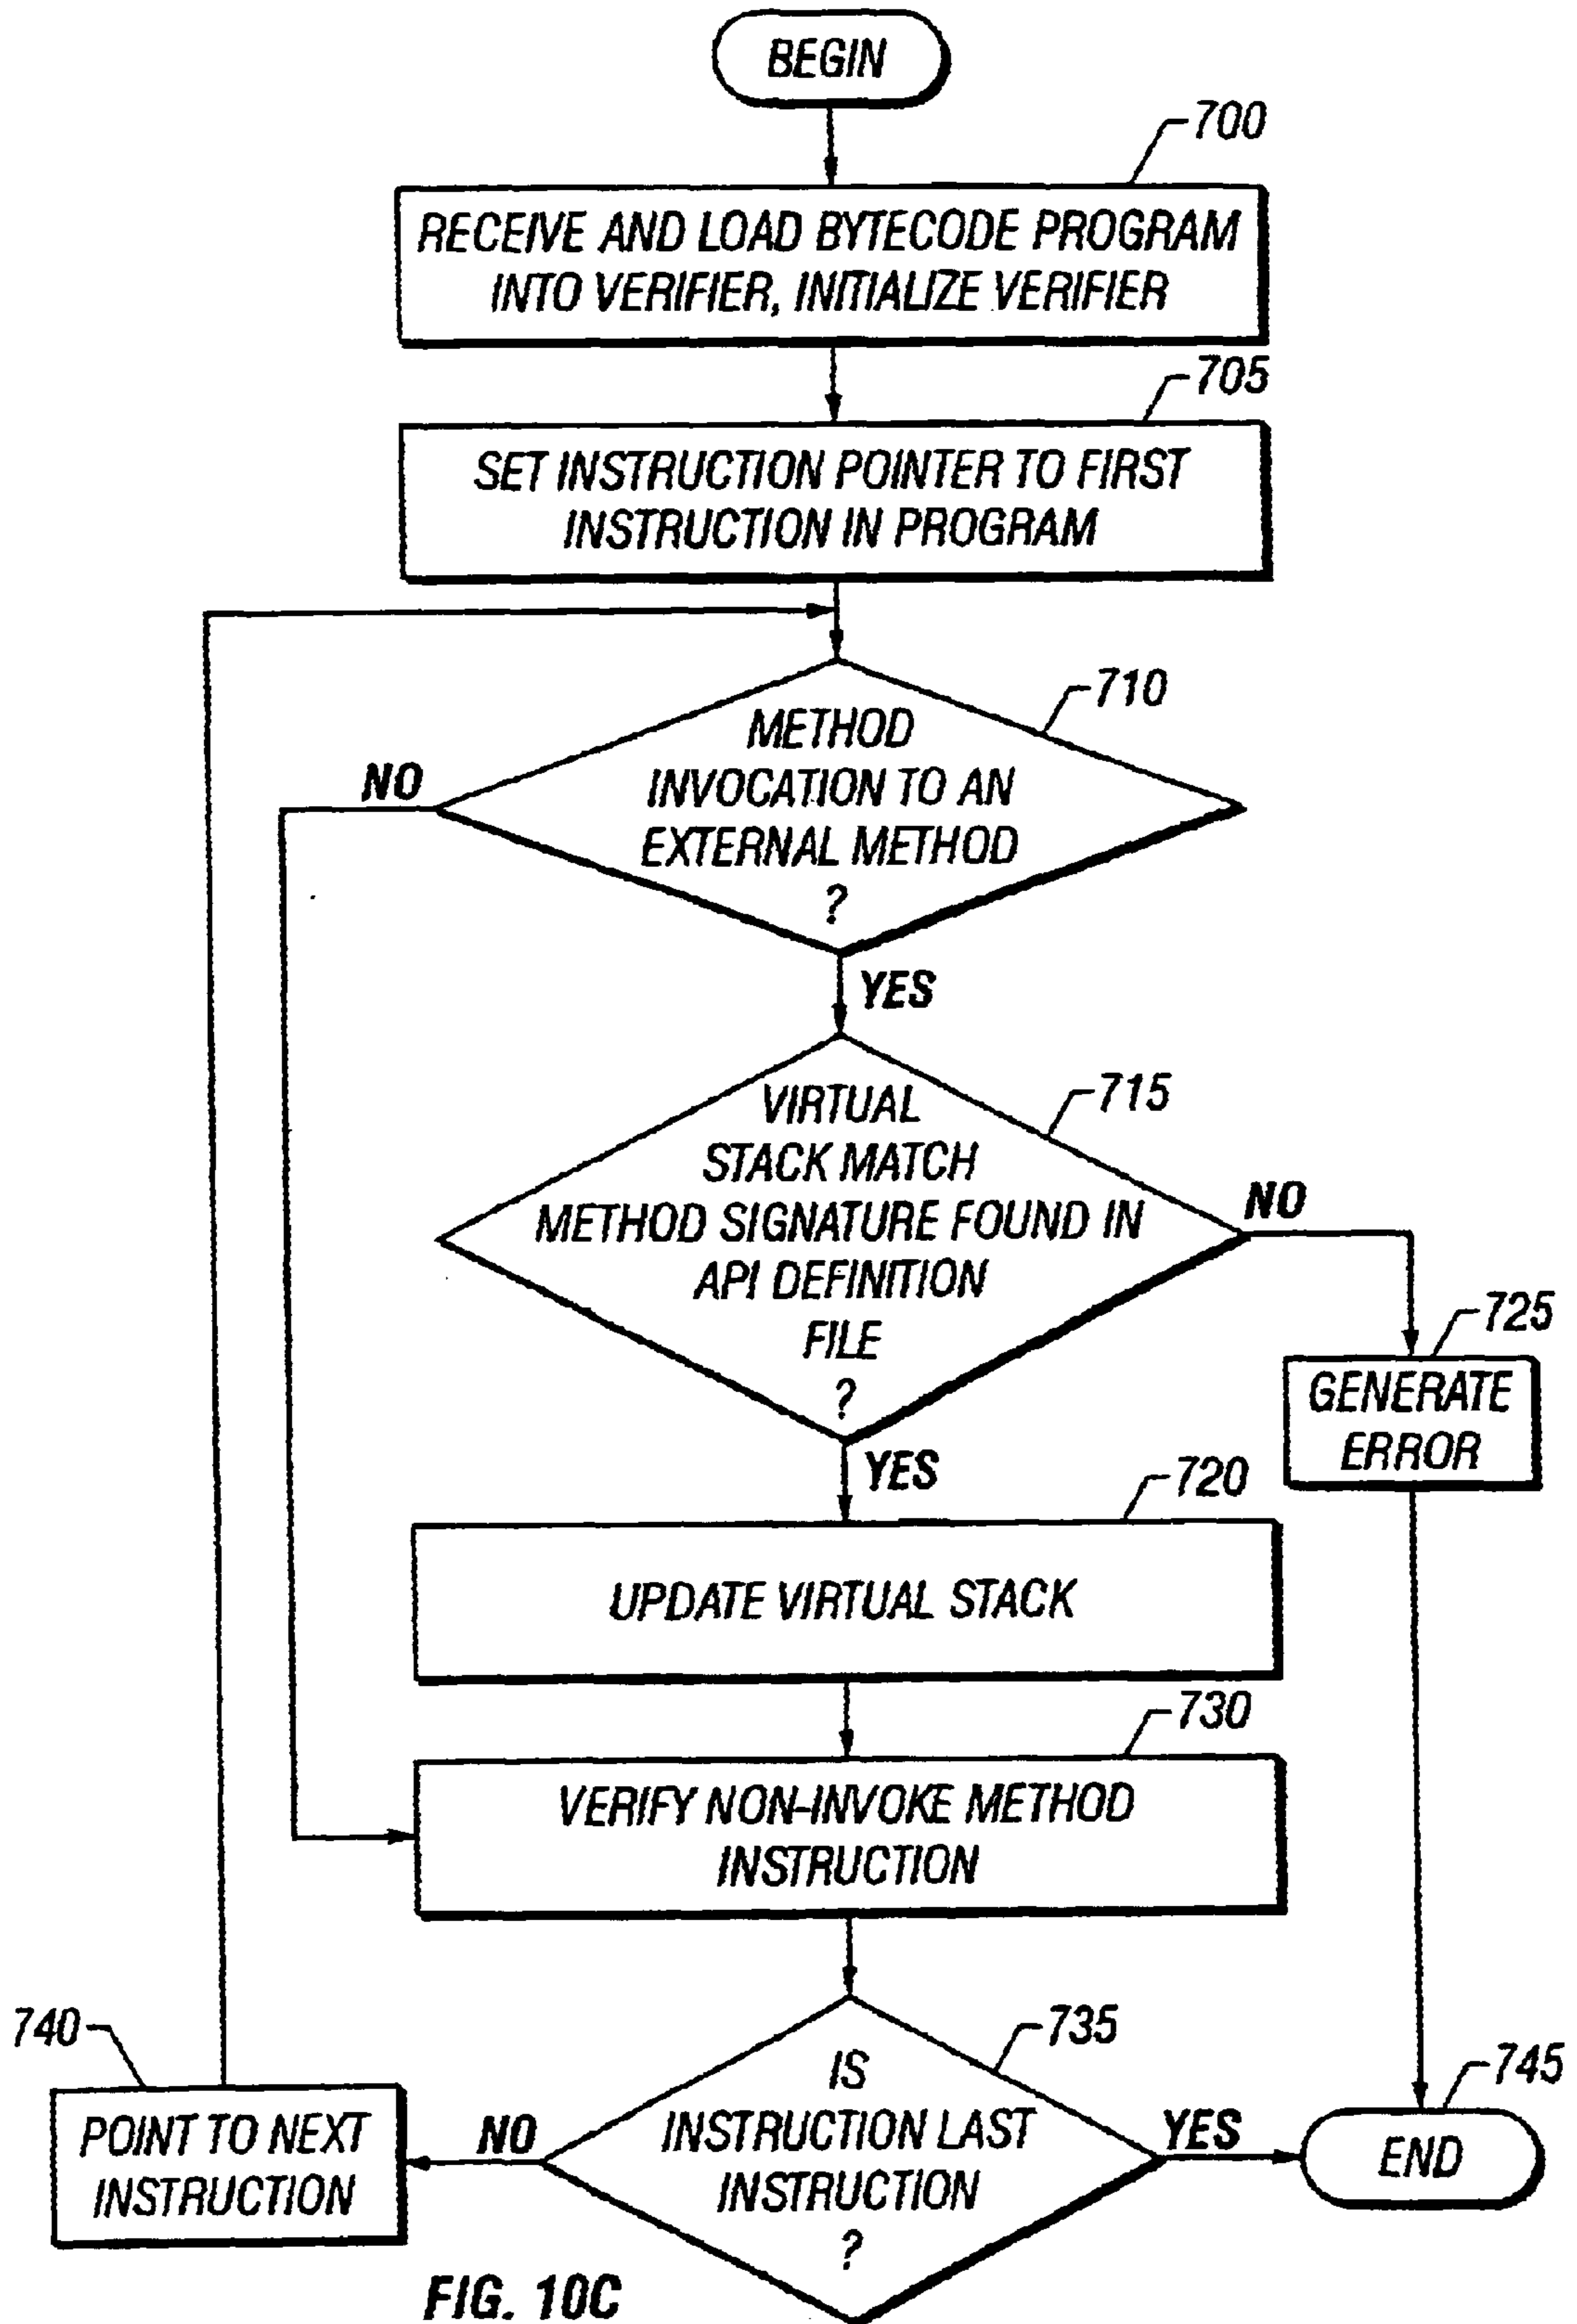 BEGIN
700
RECEIVE AND LOAD BYTECODE PROGRAM
INTO VERIFIER, INITIALIZE VERIFIER
705
SET INSTRUCTION POINTER TO FIRST
INSTRUCTION IN PROGRAM
710
METHOD
INVOCATION TO AN
EXTERNAL METHOD
?
NO
YES
715
VIRTUAL
STACK MATCH
METHOD SIGNATURE FOUND IN
API DEFINITION
FILE
?
NO
725
GENERATE
ERROR
YES
720
UPDATE VIRTUAL STACK
730
VERIFY NON-INVOKE METHOD
INSTRUCTION
735
IS
INSTRUCTION LAST
INSTRUCTION
?
NO
740
POINT TO NEXT
INSTRUCTION
YES
745
END
FIG. 10C